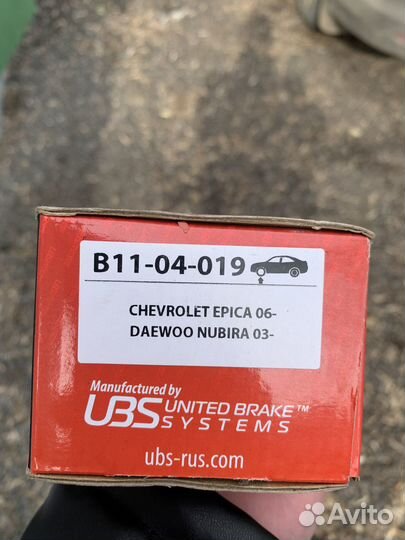 B11-04-019
CHEVROLET EPICA 06-
DAEWOO NUBIRA 03-
Manufactured by
UBS UNITED BRAKE™
SYSTEMS
ubs-rus.com
Avito